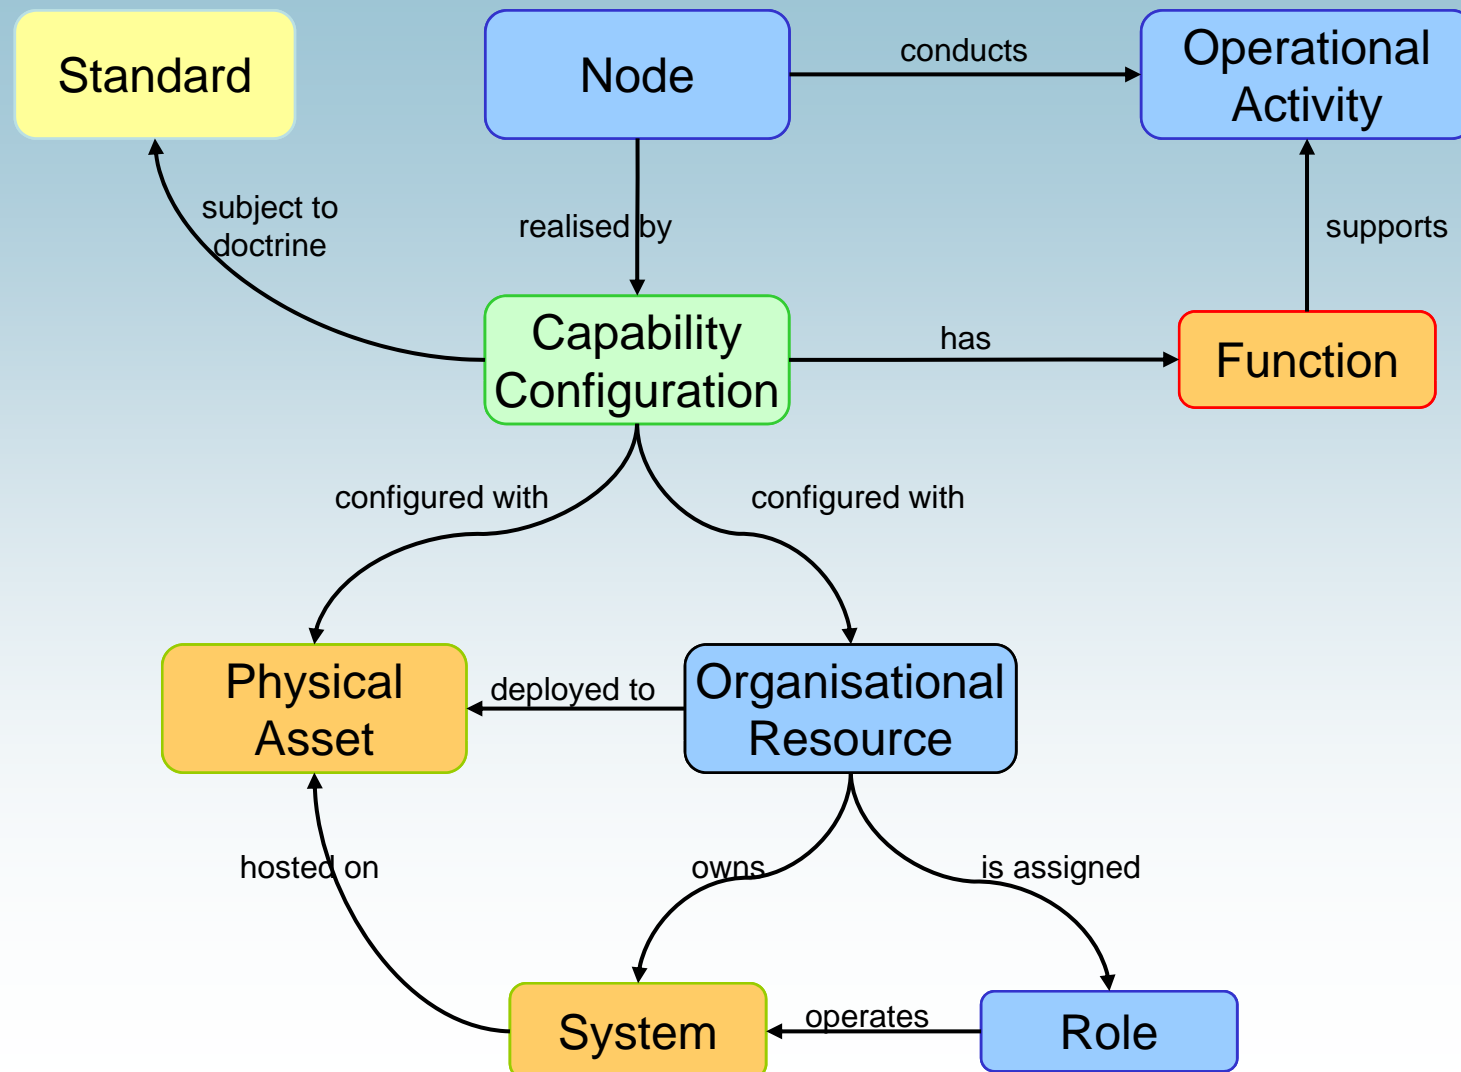 Standard
Node
conducts
Operational
Activity
subject to
doctrine
realised by
supports
Capability
Configuration
has
Function
configured with
configured with
Physical
Asset
deployed to
Organisational
Resource
hosted on
owns
is assigned
System
operates
Role